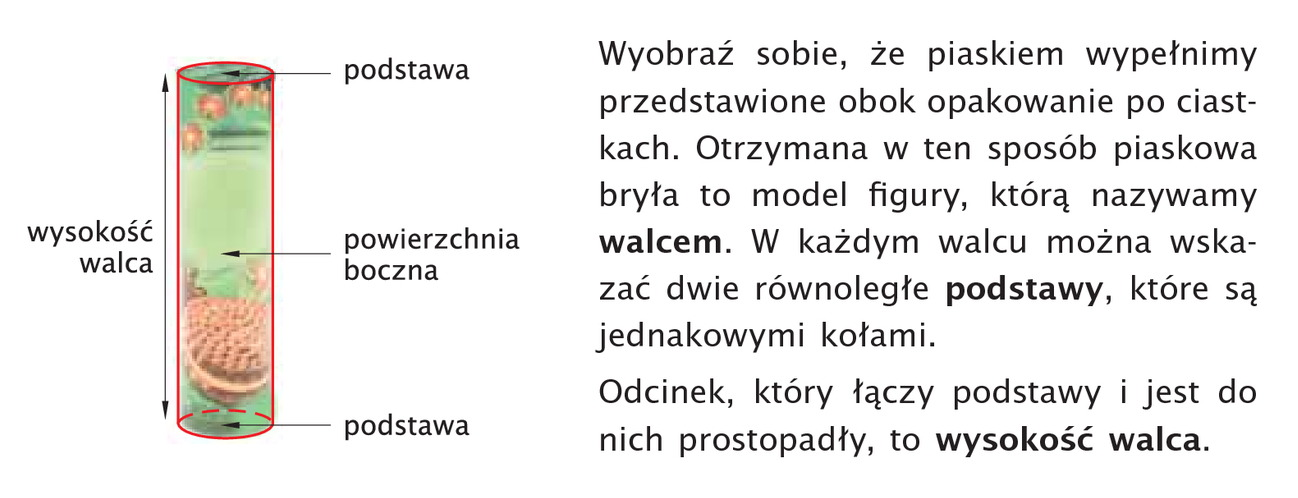 podstawa
wysokość
walca
powierzchnia
boczna
podstawa
Wyobraź sobie, że piaskiem wypełnimy
przedstawione obok opakowanie po ciast-
kach. Otrzymana w ten sposób piaskowa
bryła to model figury, którą nazywamy
walcem. W każdym walcu można wska-
zać dwie równoległe podstawy, które są
jednakowymi kołami.
Odcinek, który łączy podstawy i jest do
nich prostopadły, to wysokość walca.